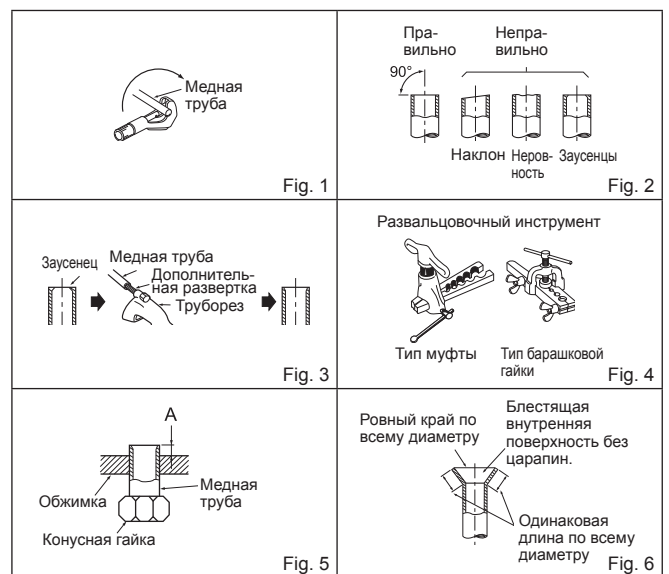 Медная
труба
Fig. 1
Пра-
вильно
Непра-
вильно
90°
Наклон
Неров-
ность
Заусенцы
Fig. 2
Заусенец
Медная труба
Дополнитель-
ная развертка
Труборез
Fig. 3
Развальцовочный инструмент
Тип муфты
Тип барашковой
гайки
Fig. 4
A
Обжимка
Медная
труба
Конусная гайка
Fig. 5
Ровный край по
всему диаметру
Блестящая
внутренняя
поверхность без
царапин.
Одинаковая
длина по всему
диаметру
Fig. 6